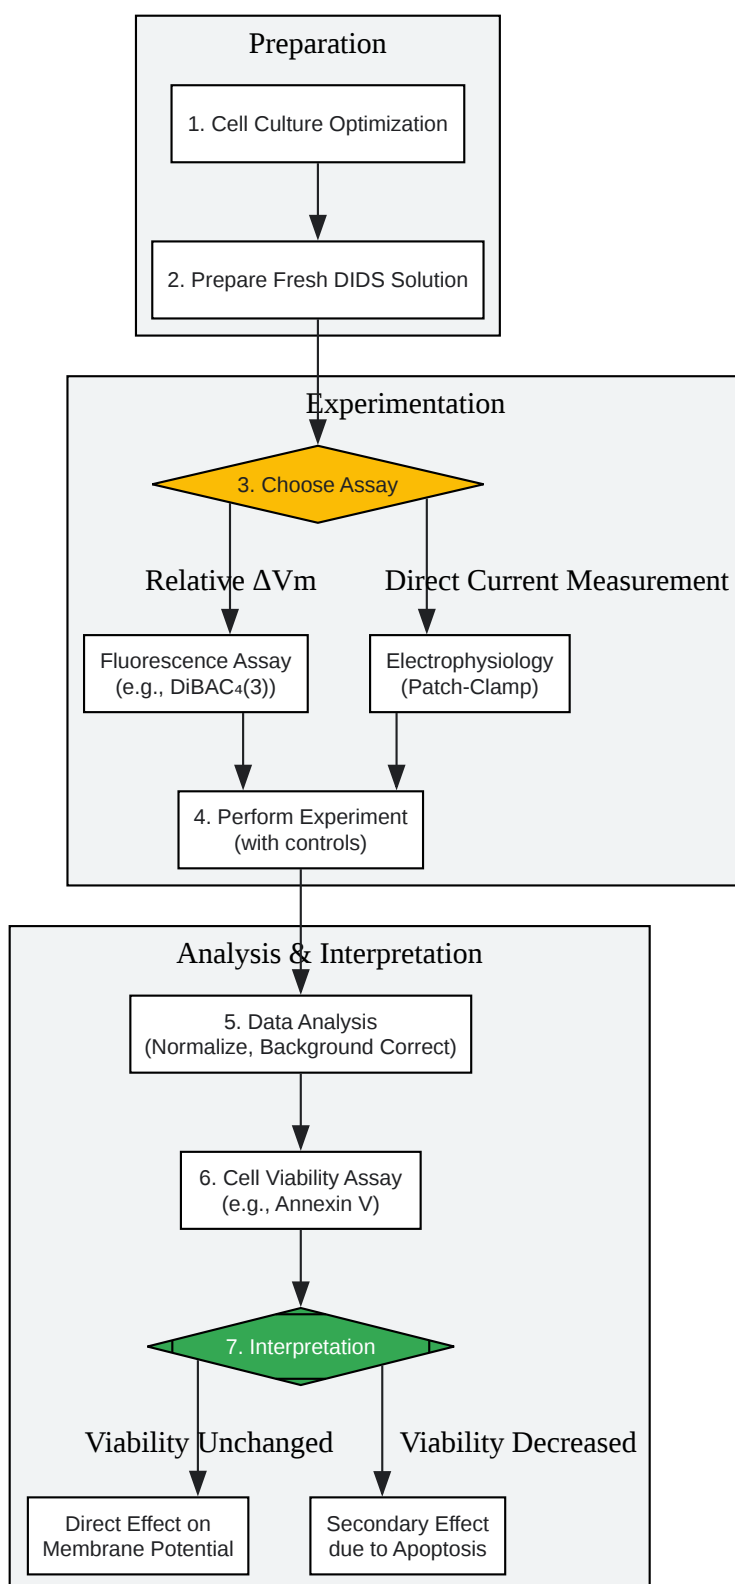 Preparation
1. Cell Culture Optimization
2. Prepare Fresh DIDS Solution
Experimentation
3. Choose Assay
Relative ΔVm
Direct Current Measurement
Fluorescence Assay
(e.g., DiBAC₄(3))
Electrophysiology
(Patch-Clamp)
4. Perform Experiment
(with controls)
Analysis & Interpretation
5. Data Analysis
(Normalize, Background Correct)
6. Cell Viability Assay
(e.g., Annexin V)
7. Interpretation
Viability Unchanged
Viability Decreased
Direct Effect on
Membrane Potential
Secondary Effect
due to Apoptosis